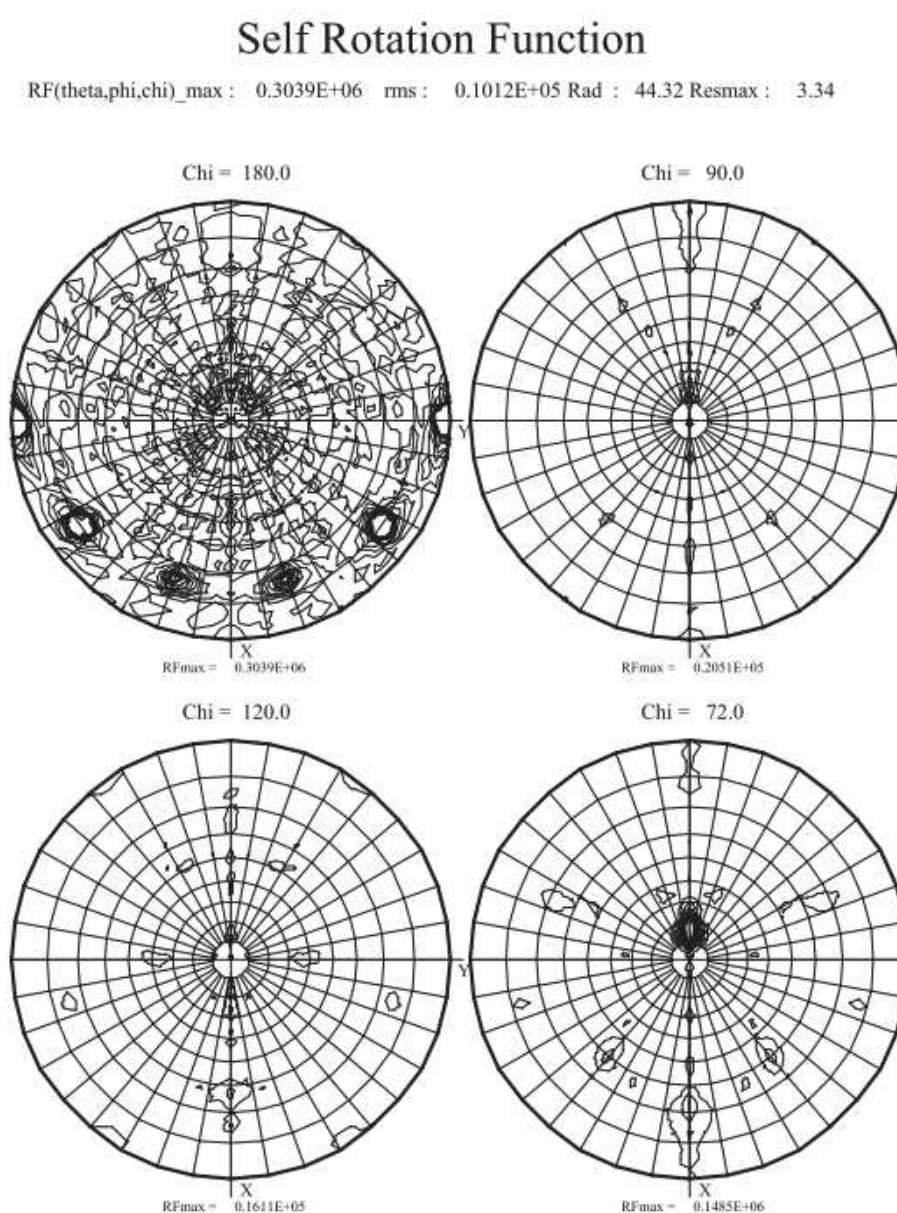 Self Rotation Function
RF(theta,phi,chi)_max : 0.3039E+06 rms : 0.1012E+05 Rad : 44.32 Resmax : 3.34
Chi = 180.0
Chi = 90.0
Y
X
X
RFmax = 0.3039E+06
RFmax = 0.2051E+05
Chi = 120.0
Chi = 72.0
Y
X
X
RFmax = 0.1611E+05
RFmax = 0.1485E+06